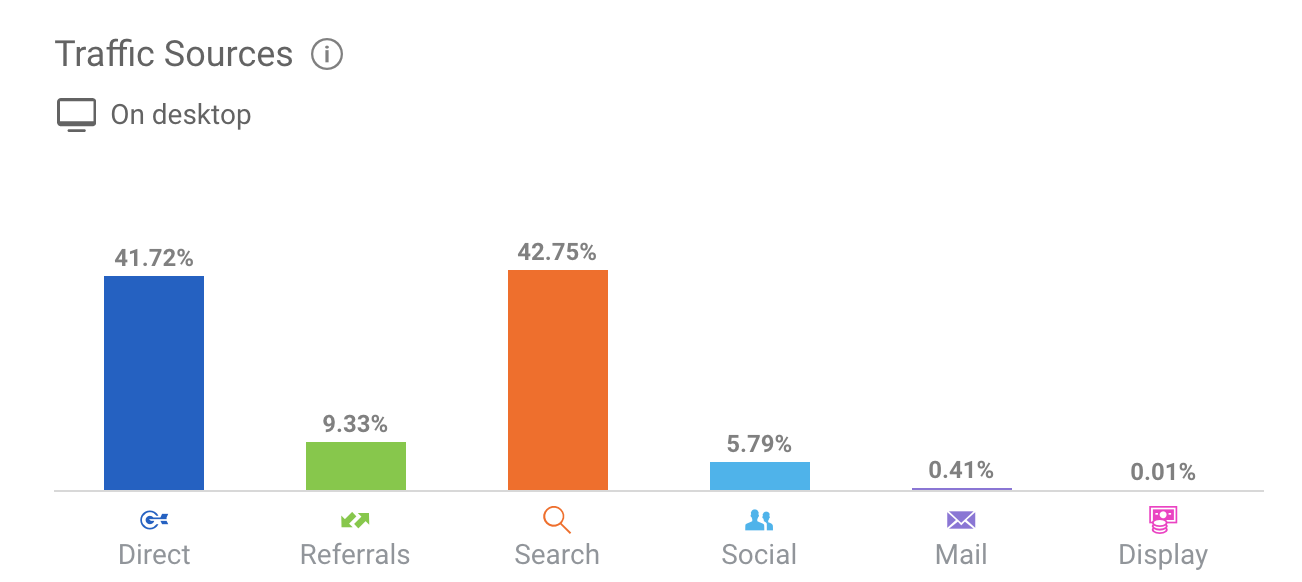 Traffic Sources
On desktop
41.72%
9.33%
42.75%
5.79%
0.41%
0.01%
Direct
Referrals
Search
Social
Mail
Display